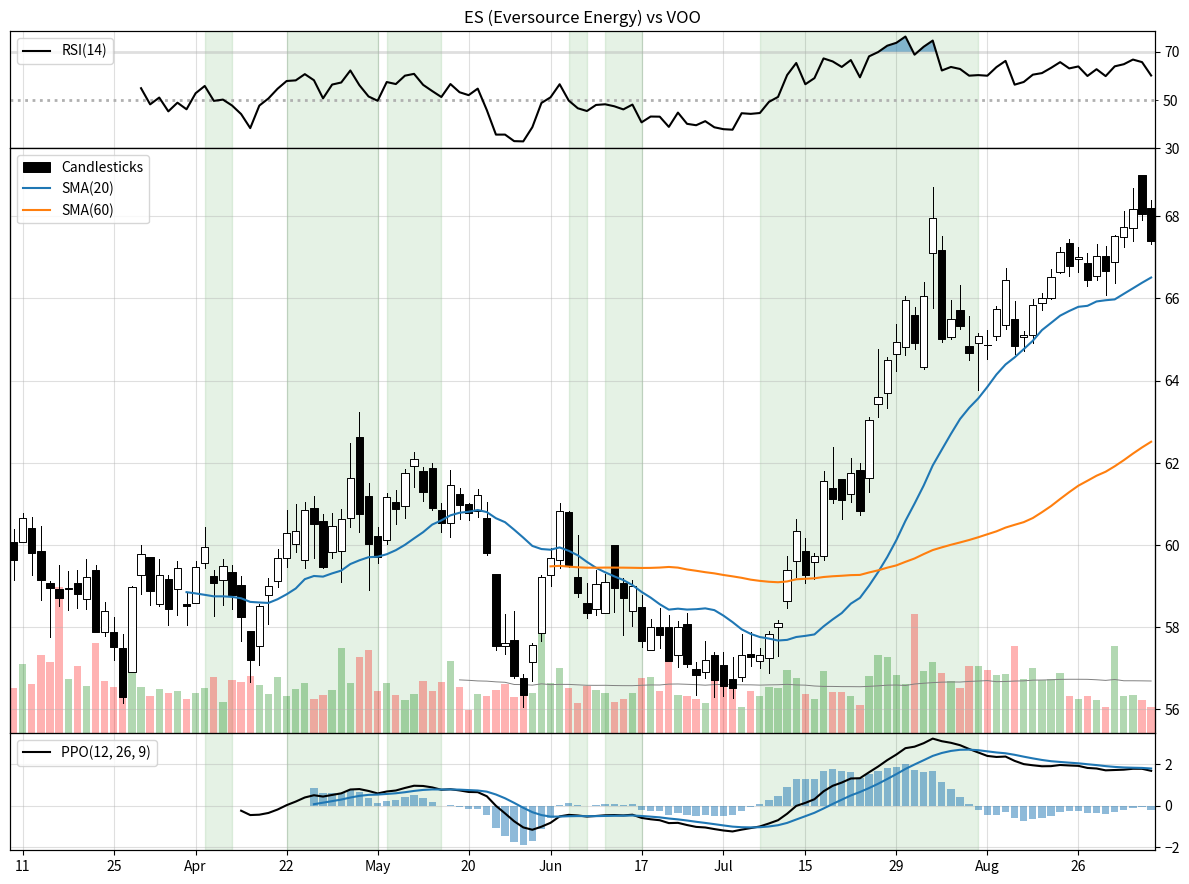 ES (Eversource Energy) vs VOO
RSI(14)
70
50
30
Candlesticks
SMA(20)
SMA(60)
68
66
64
62
60
58
56
PPO(12, 26, 9)
2
0
−2
11 25 Apr 22 May 20 Jun 17 Jul 15 29 Aug 26